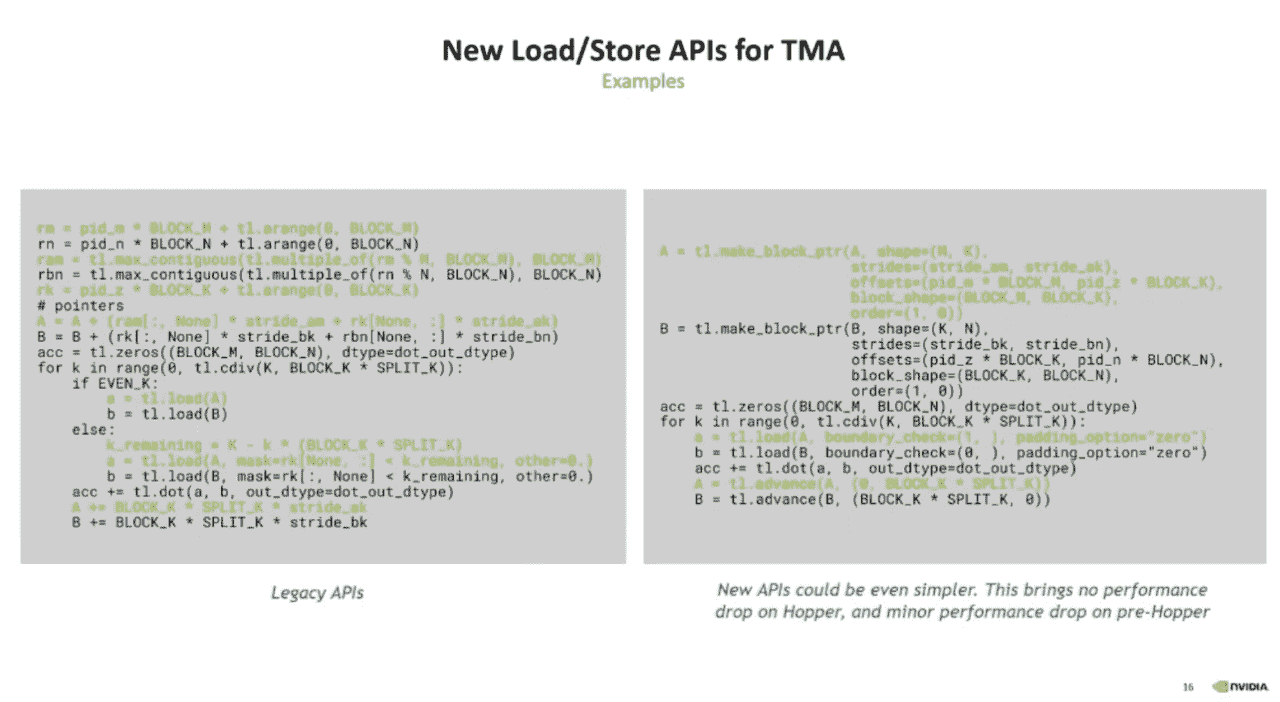 New Load/Store APIs for TMA
Examples
rm = pid_m * BLOCK_M + tl.arange(0, BLOCK_M)
rn = pid_n * BLOCK_N + tl.arange(0, BLOCK_N)
ram = tl.max_contiguous(tl.multiple_of(rm % M, BLOCK_M), BLOCK_M)
rbn = tl.max_contiguous(tl.multiple_of(rn % N, BLOCK_N), BLOCK_N)
rk = pid_z * BLOCK_K + tl.arange(0, BLOCK_K)
# pointers
A = A + (ram[:, None] * stride_am + rk[None, :] * stride_ak)
B = B + (rk[:, None] * stride_bk + rbn[None, :] * stride_bn)
acc = tl.zeros((BLOCK_M, BLOCK_N), dtype=dot_out_dtype)
for k in range(0, tl.cdiv(K, BLOCK_K * SPLIT_K)):
if EVEN_K:
a = tl.load(A)
b = tl.load(B)
else:
k_remaining = K - k * (BLOCK_K * SPLIT_K)
a = tl.load(A, mask=rk[None, :] < k_remaining, other=0.)
b = tl.load(B, mask=rk[:, None] < k_remaining, other=0.)
acc += tl.dot(a, b, out_dtype=dot_out_dtype)
A += BLOCK_K * SPLIT_K * stride_ak
B += BLOCK_K * SPLIT_K * stride_bk
Legacy APIs
A = tl.make_block_ptr(A, shape=(M, K),
strides=(stride_am, stride_ak),
offsets=(pid_m * BLOCK_M, pid_z * BLOCK_K),
block_shape=(BLOCK_M, BLOCK_K),
order=(1, 0))
B = tl.make_block_ptr(B, shape=(K, N),
strides=(stride_bk, stride_bn),
offsets=(pid_z * BLOCK_K, pid_n * BLOCK_N),
block_shape=(BLOCK_K, BLOCK_N),
order=(1, 0))
acc = tl.zeros((BLOCK_M, BLOCK_N), dtype=dot_out_dtype)
for k in range(0, tl.cdiv(K, BLOCK_K * SPLIT_K)):
a = tl.load(A, boundary_check=(1, ), padding_option="zero")
b = tl.load(B, boundary_check=(0, ), padding_option="zero")
acc += tl.dot(a, b, out_dtype=dot_out_dtype)
A = tl.advance(A, (0, BLOCK_K * SPLIT_K))
B = tl.advance(B, (BLOCK_K * SPLIT_K, 0))
New APIs could be even simpler. This brings no performance
drop on Hopper, and minor performance drop on pre-Hopper
16
NVIDIA